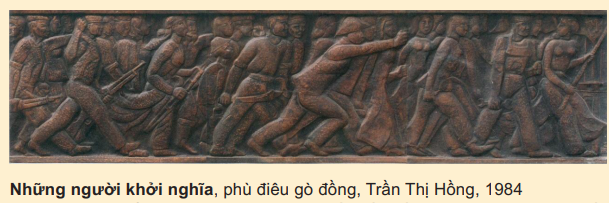 Những người khởi nghĩa, phù điêu gò đồng, Trần Thị Hồng, 1984